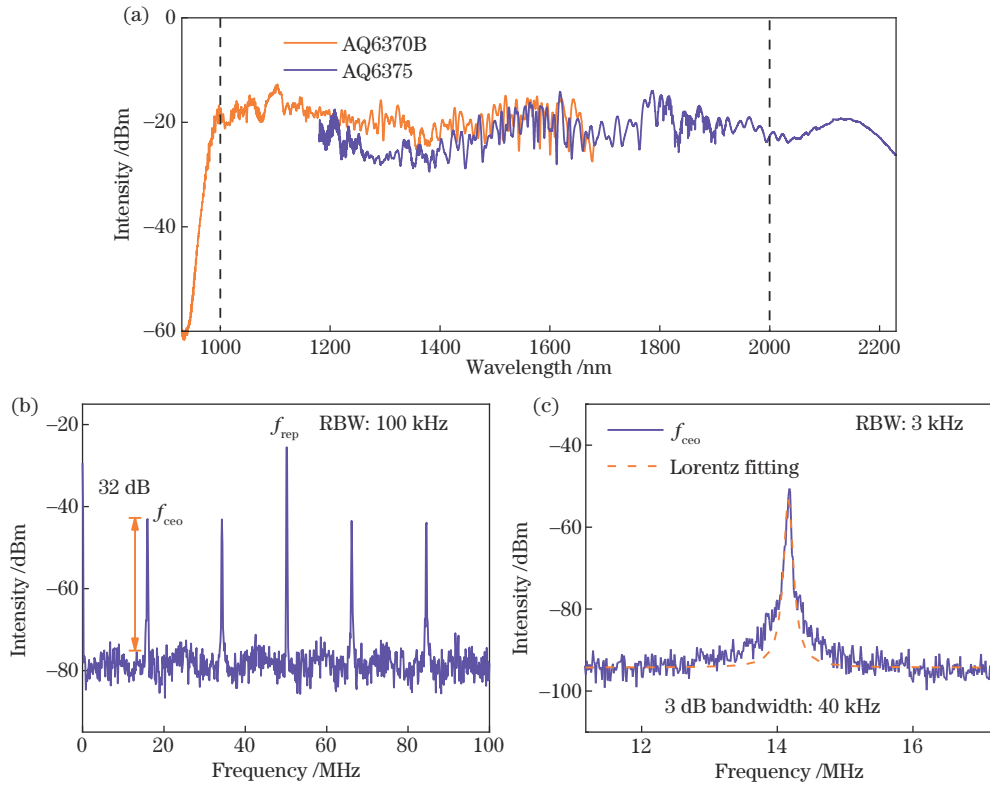 (a)
0
−20
−40
−60
Intensity /dBm
AQ6370B
AQ6375
1000 1200 1400 1600 1800 2000 2200
Wavelength /nm
(b)
−20
−40
−60
−80
Intensity /dBm
RBW: 100 kHz
f_rep
32 dB
f_ceo
0 20 40 60 80 100
Frequency /MHz
(c)
−40
−60
−80
−100
Intensity /dBm
f_ceo
Lorentz fitting
RBW: 3 kHz
3 dB bandwidth: 40 kHz
12 14 16
Frequency /MHz